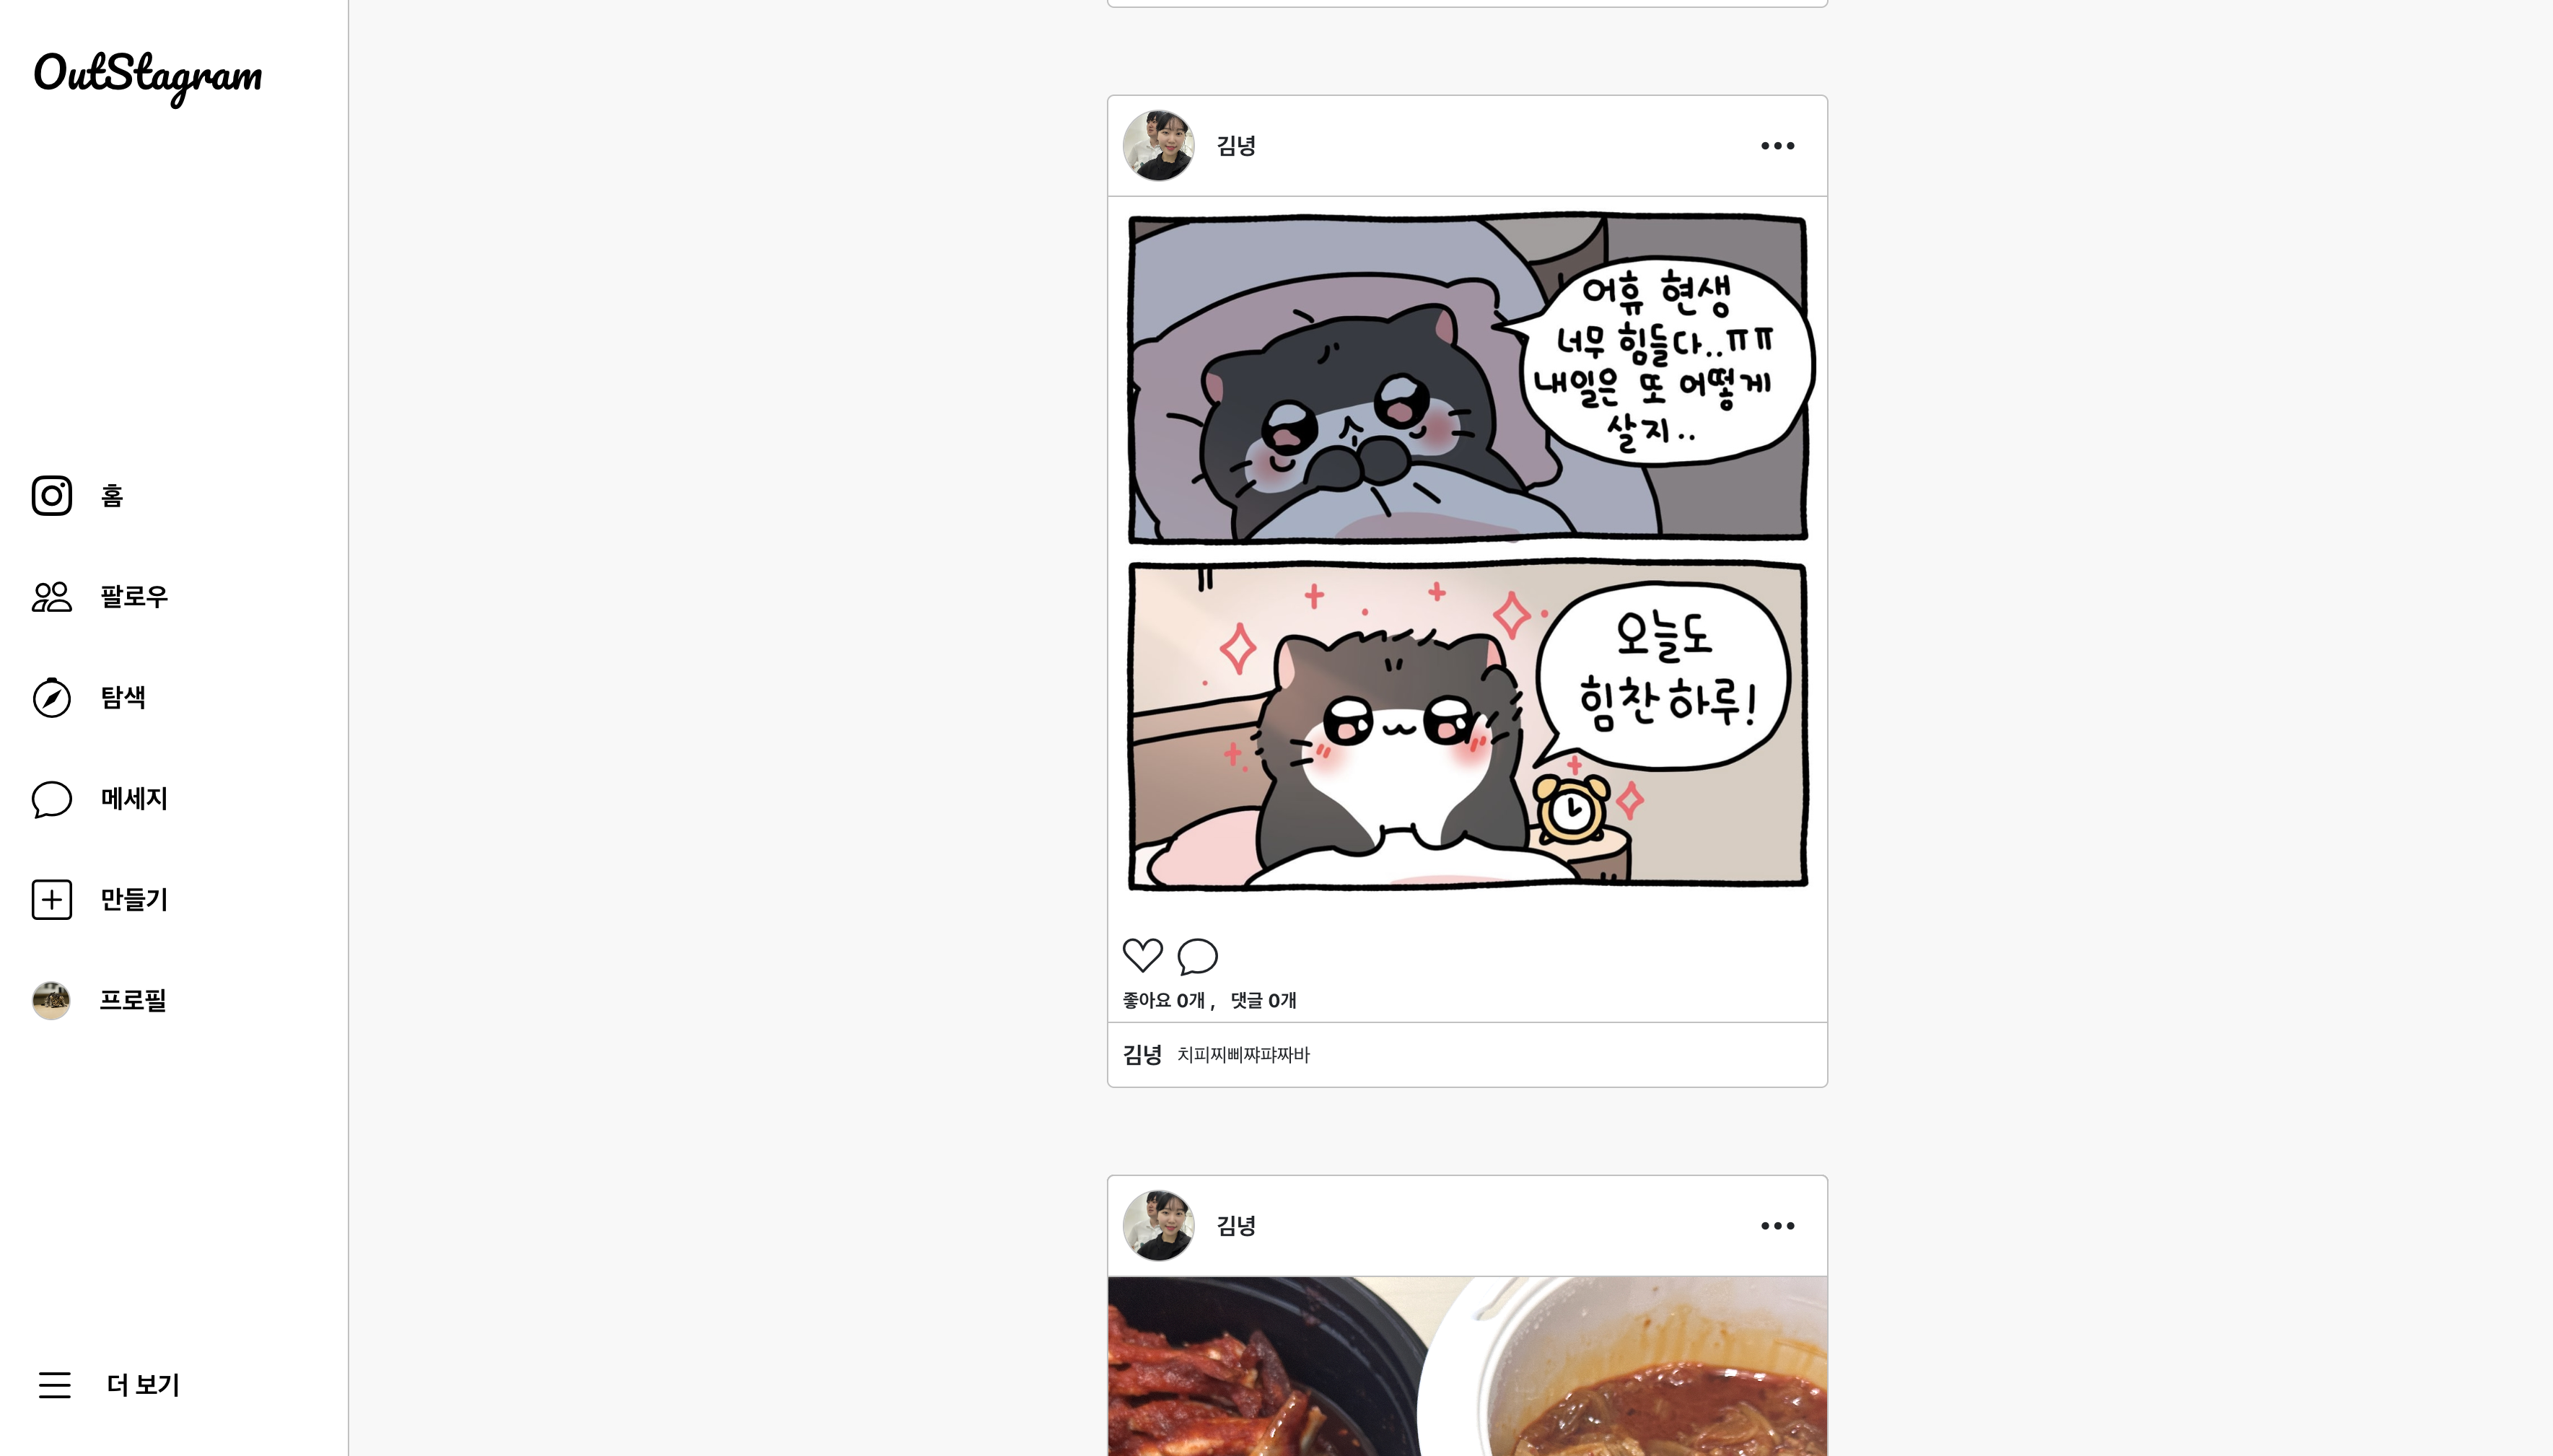 OutStagram
홈
팔로우
탐색
메세지
만들기
프로필
더 보기
김녕
어휴 현생
너무 힘들다..ㅠㅠ
내일은 또 어떻게
살지..
오늘도
힘찬 하루!
좋아요 0개 , 댓글 0개
김녕 치피찌삐쨔퍄짜바
김녕